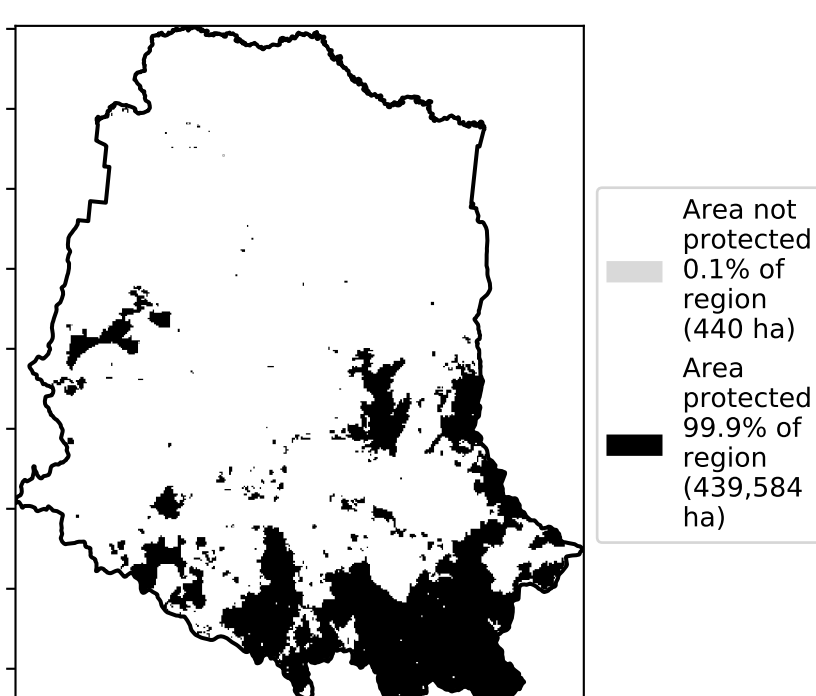 Area not
protected
0.1% of
region
(440 ha)
Area
protected
99.9% of
region
(439,584
ha)